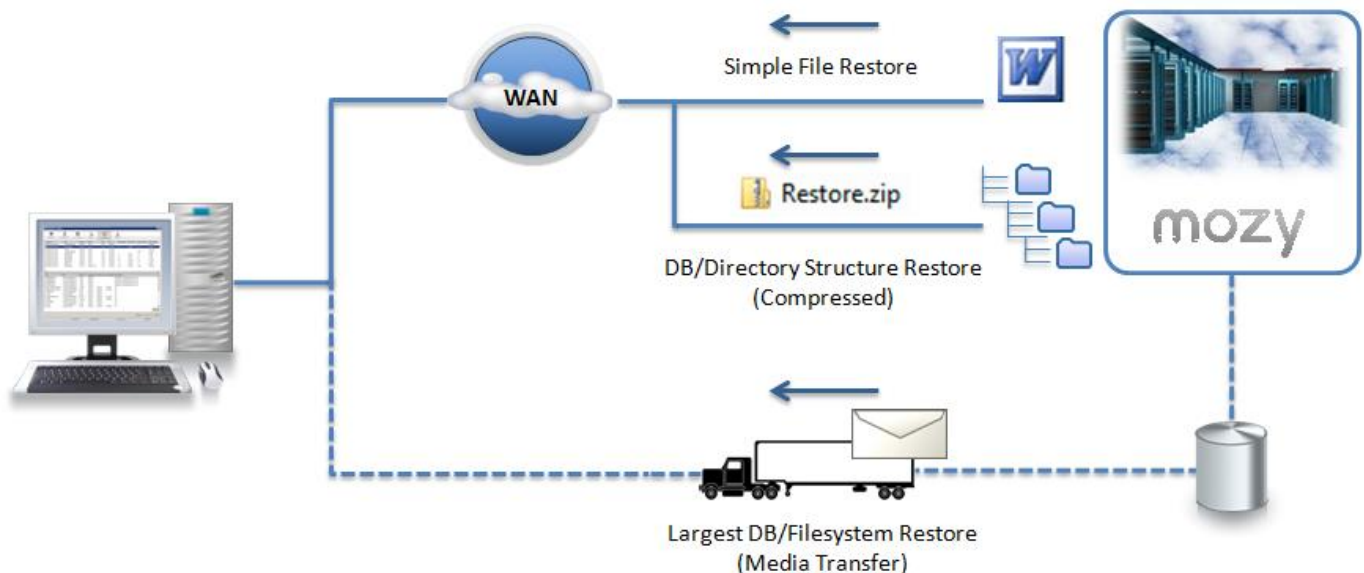 Simple File Restore
WAN
Restore.zip
mozy
DB/Directory Structure Restore
(Compressed)
Largest DB/Filesystem Restore
(Media Transfer)